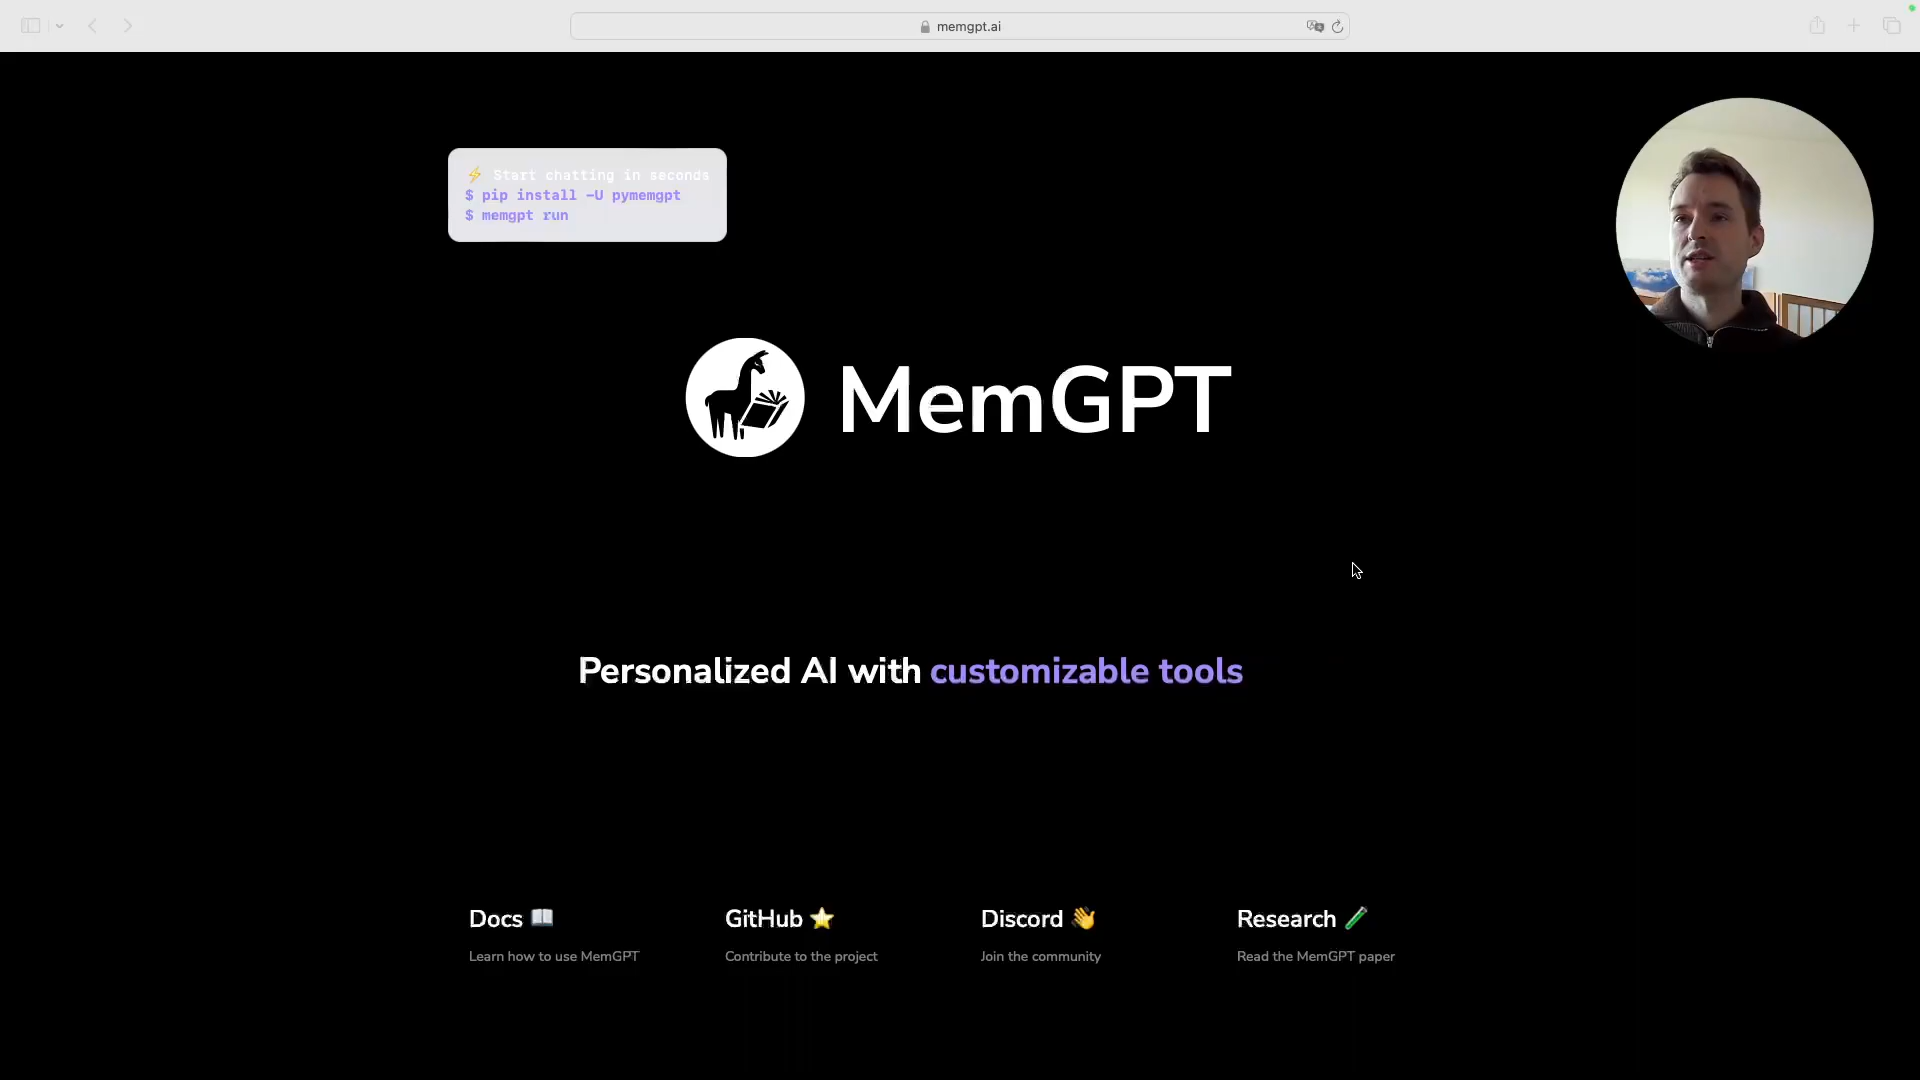 memgpt.ai
⚡ Start chatting in seconds
$ pip install -U pymemgpt
$ memgpt run
MemGPT
Personalized AI with customizable tools
Docs 📖
Learn how to use MemGPT
GitHub ⭐
Contribute to the project
Discord 👋
Join the community
Research 🧪
Read the MemGPT paper